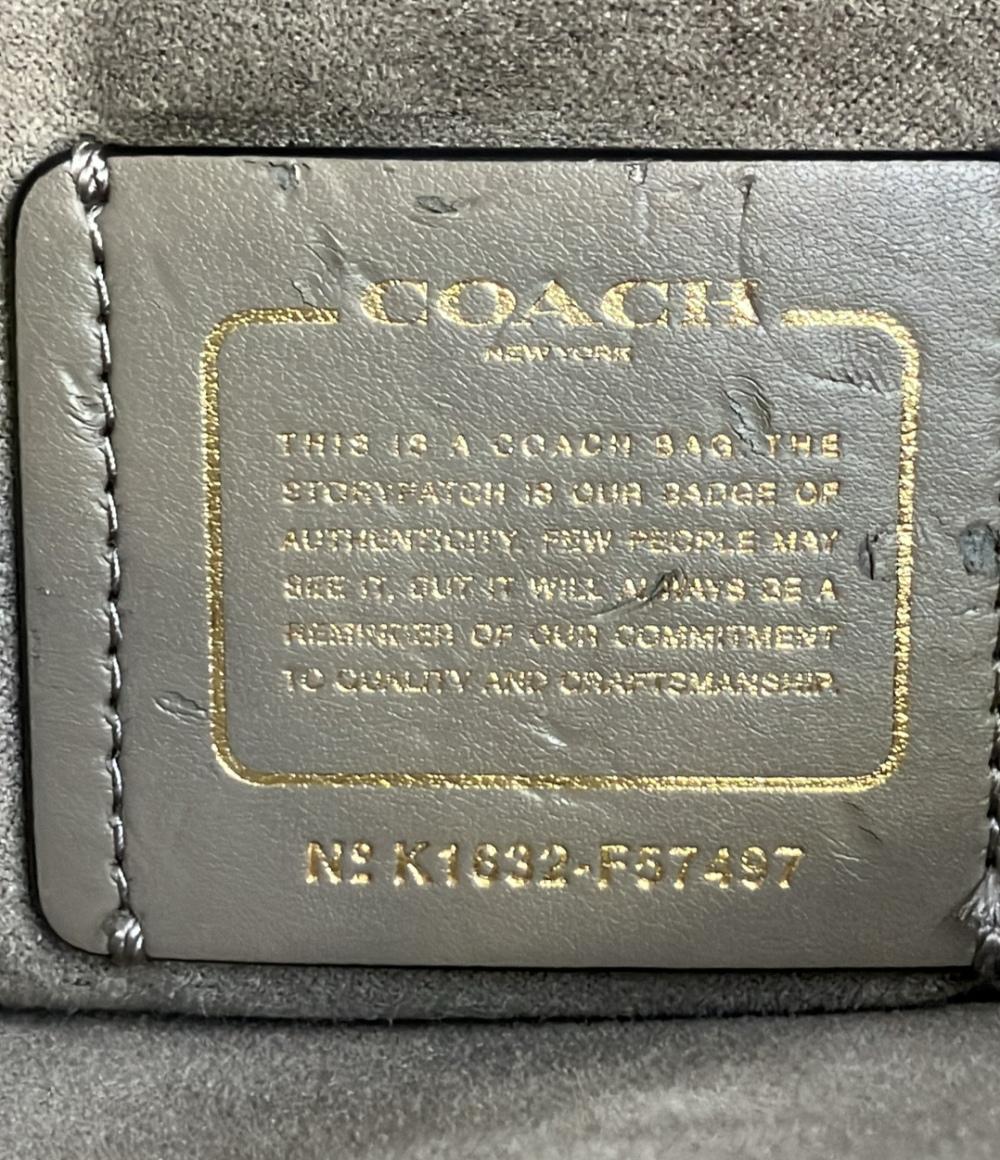 COACH
NEW YORK
THIS IS A COACH BAG. THE
STORYPATCH IS OUR BADGE OF
AUTHENTICITY. FEW PEOPLE MAY
SEE IT, BUT IT WILL ALWAYS BE A
REMINDER OF OUR COMMITMENT
TO QUALITY AND CRAFTSMANSHIP.
Nº K1632-F57497